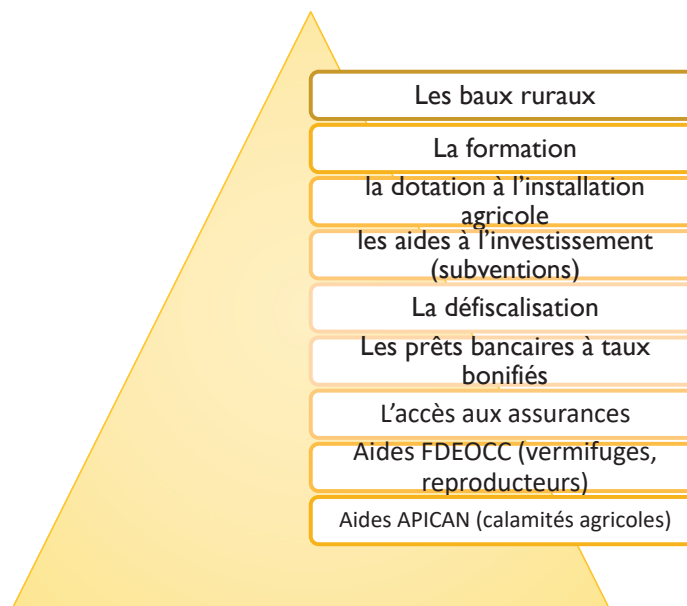 Les baux ruraux
La formation
la dotation à l’installation
agricole
les aides à l’investissement
(subventions)
La défiscalisation
Les prêts bancaires à taux
bonifiés
L’accès aux assurances
Aides FDEOCC (vermifuges,
reproducteurs)
Aides APICAN (calamités agricoles)